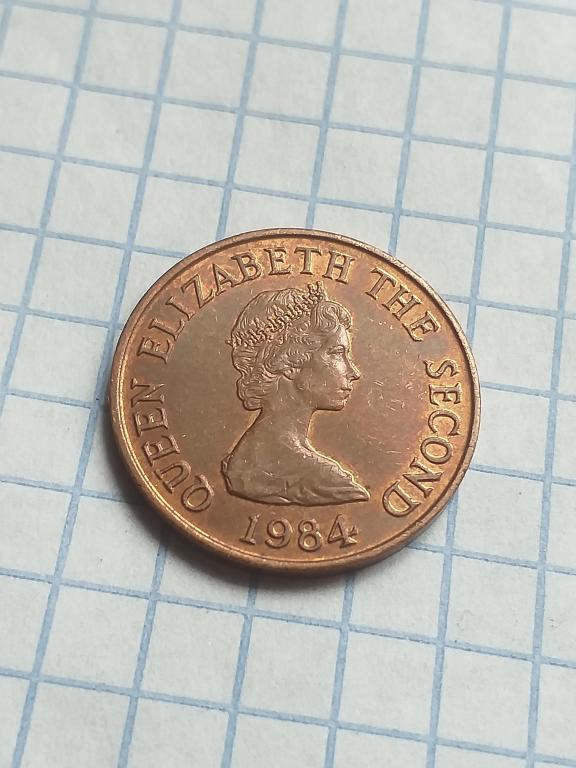 QUEEN ELIZABETH THE SECOND
1984